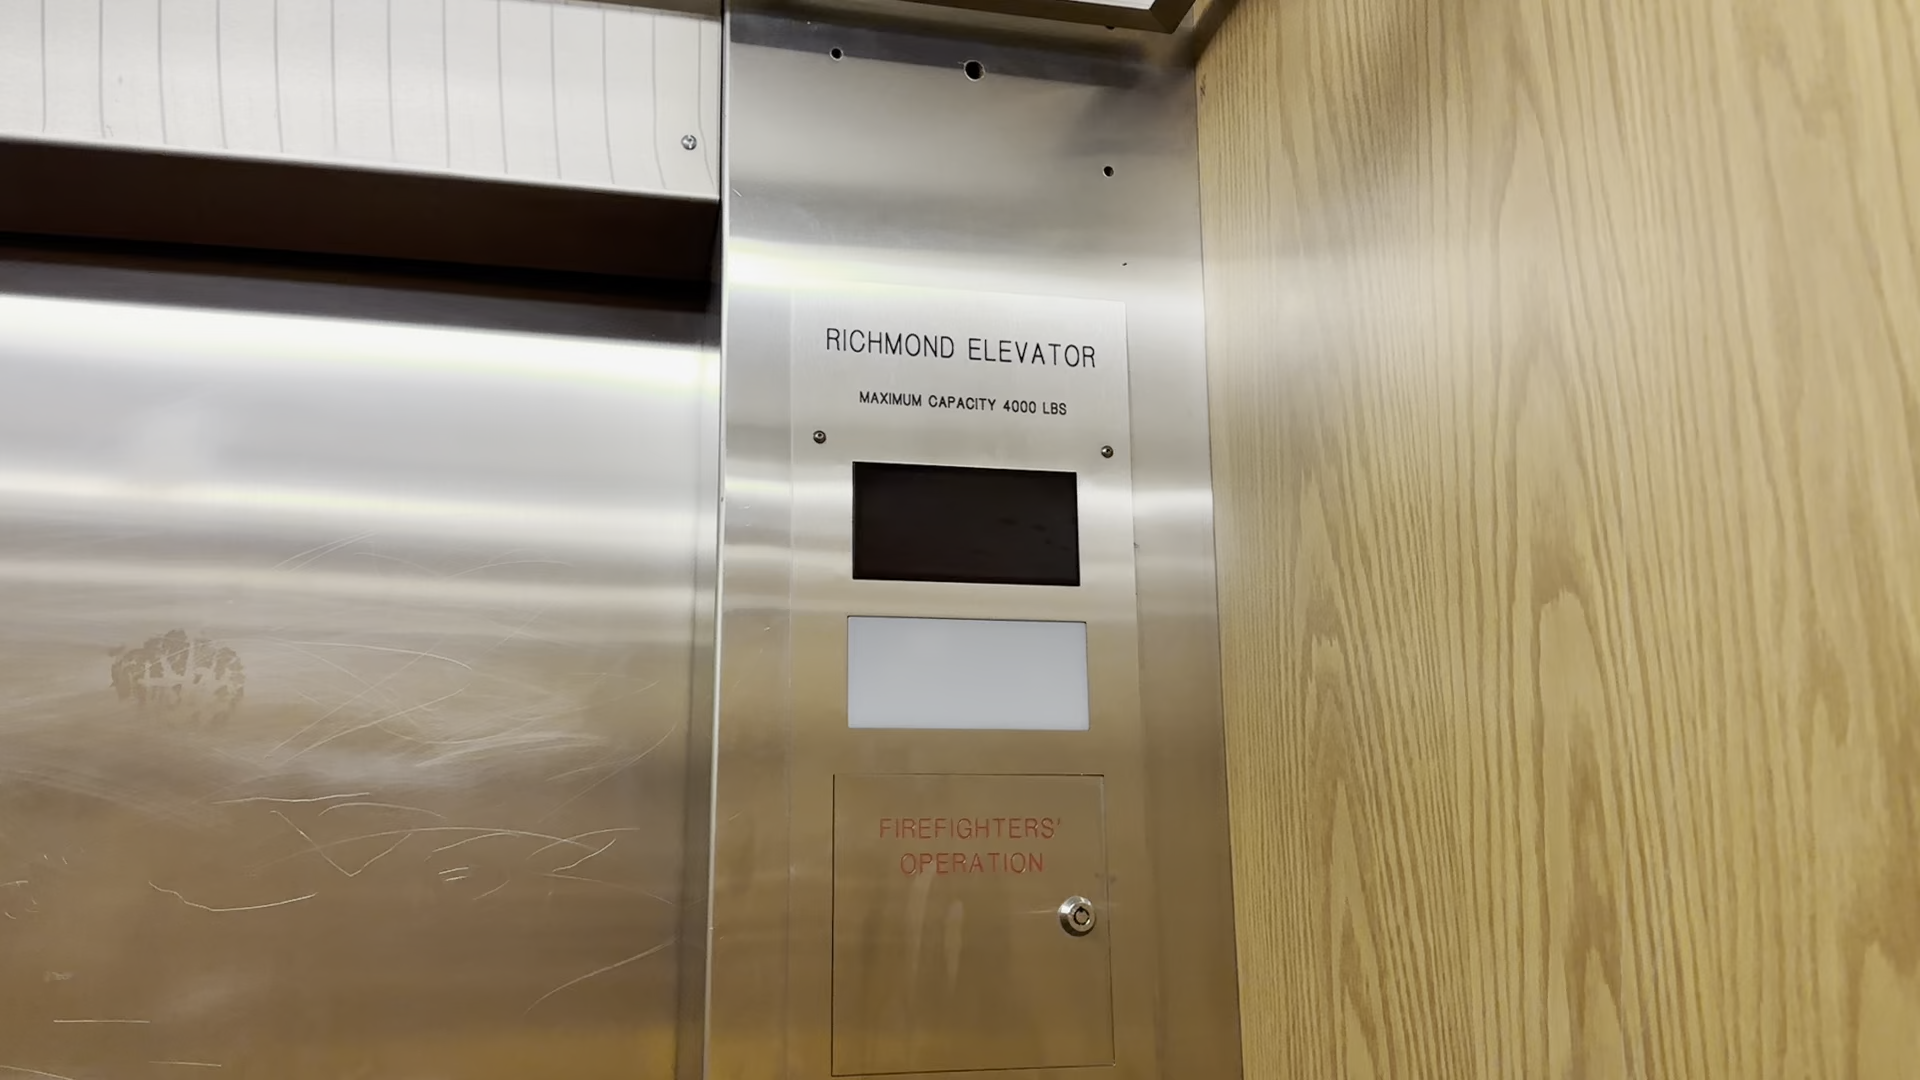 RICHMOND ELEVATOR
MAXIMUM CAPACITY 4000 LBS
FIREFIGHTERS'
OPERATION